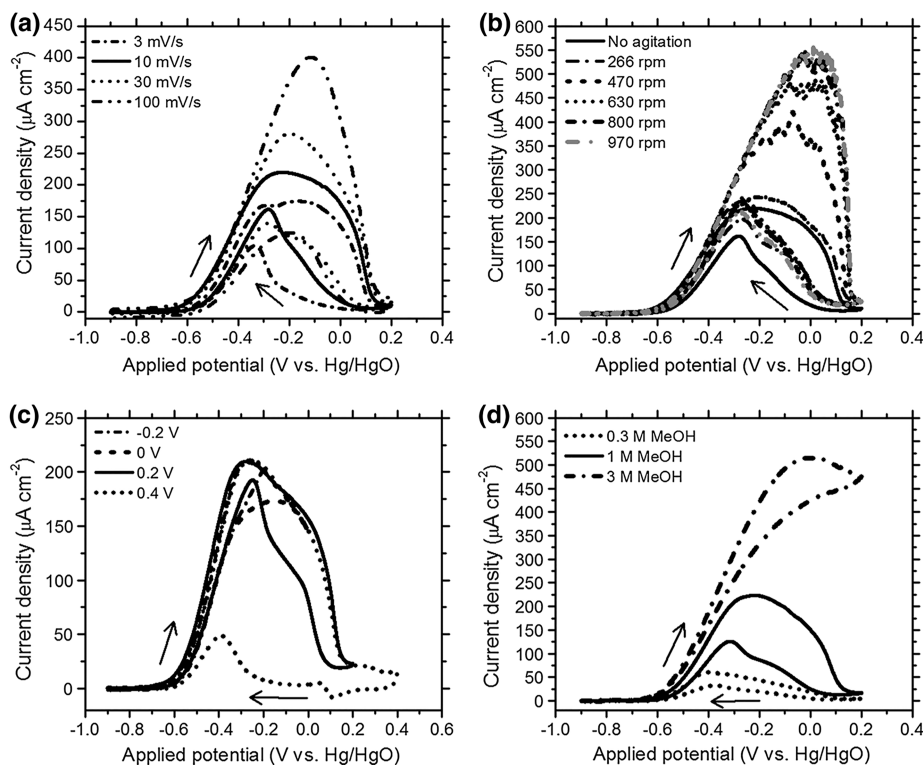 (a)
3 mV/s
10 mV/s
30 mV/s
100 mV/s
450
400
350
300
250
200
150
100
50
0
-1.0 -0.8 -0.6 -0.4 -0.2 0.0 0.2 0.4
Current density (µA cm⁻²)
Applied potential (V vs. Hg/HgO)
(b)
No agitation
266 rpm
470 rpm
630 rpm
800 rpm
970 rpm
600
550
500
450
400
350
300
250
200
150
100
50
0
-1.0 -0.8 -0.6 -0.4 -0.2 0.0 0.2 0.4
Current density (µA cm⁻²)
Applied potential (V vs. Hg/HgO)
(c)
-0.2 V
0 V
0.2 V
0.4 V
250
200
150
100
50
0
-1.0 -0.8 -0.6 -0.4 -0.2 0.0 0.2 0.4
Current density (µA cm⁻²)
Applied potential (V vs. Hg/HgO)
(d)
0.3 M MeOH
1 M MeOH
3 M MeOH
600
550
500
450
400
350
300
250
200
150
100
50
0
-1.0 -0.8 -0.6 -0.4 -0.2 0.0 0.2 0.4
Current density (µA cm⁻²)
Applied potential (V vs. Hg/HgO)